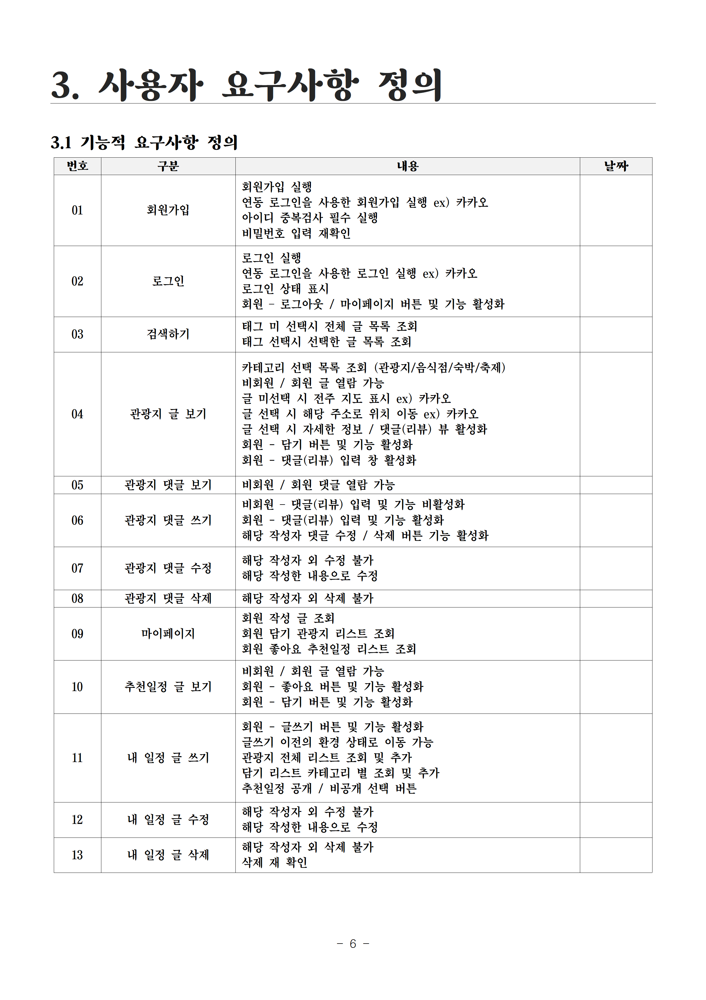 3. 사용자 요구사항 정의
3.1 기능적 요구사항 정의
번호 구분 내용 날짜
01 회원가입
회원가입 실행
연동 로그인을 사용한 회원가입 실행 ex) 카카오
아이디 중복검사 필수 실행
비밀번호 입력 재확인
02 로그인
로그인 실행
연동 로그인을 사용한 로그인 실행 ex) 카카오
로그인 상태 표시
회원 – 로그아웃 / 마이페이지 버튼 및 기능 활성화
03 검색하기
태그 미 선택시 전체 글 목록 조회
태그 선택시 선택한 글 목록 조회
04 관광지 글 보기
카테고리 선택 목록 조회 (관광지/음식점/숙박/축제)
비회원 / 회원 글 열람 가능
글 미선택 시 전주 지도 표시 ex) 카카오
글 선택 시 해당 주소로 위치 이동 ex) 카카오
글 선택 시 자세한 정보 / 댓글(리뷰) 뷰 활성화
회원 - 담기 버튼 및 기능 활성화
회원 - 댓글(리뷰) 입력 창 활성화
05 관광지 댓글 보기 비회원 / 회원 댓글 열람 가능
06 관광지 댓글 쓰기
비회원 – 댓글(리뷰) 입력 및 기능 비활성화
회원 - 댓글(리뷰) 입력 및 기능 활성화
해당 작성자 댓글 수정 / 삭제 버튼 기능 활성화
07 관광지 댓글 수정
해당 작성자 외 수정 불가
해당 작성한 내용으로 수정
08 관광지 댓글 삭제 해당 작성자 외 삭제 불가
09 마이페이지
회원 작성 글 조회
회원 담기 관광지 리스트 조회
회원 좋아요 추천일정 리스트 조회
10 추천일정 글 보기
비회원 / 회원 글 열람 가능
회원 - 좋아요 버튼 및 기능 활성화
회원 - 담기 버튼 및 기능 활성화
11 내 일정 글 쓰기
회원 - 글쓰기 버튼 및 기능 활성화
글쓰기 이전의 환경 상태로 이동 가능
관광지 전체 리스트 조회 및 추가
담기 리스트 카테고리 별 조회 및 추가
추천일정 공개 / 비공개 선택 버튼
12 내 일정 글 수정
해당 작성자 외 수정 불가
해당 작성한 내용으로 수정
13 내 일정 글 삭제
해당 작성자 외 삭제 불가
삭제 재 확인
- 6 -